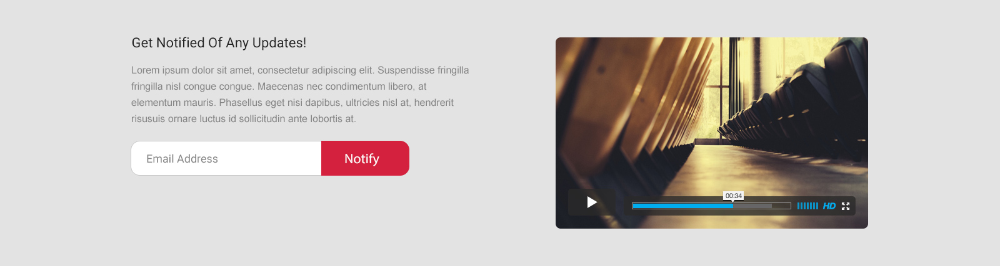 Get Notified Of Any Updates!
Lorem ipsum dolor sit amet, consectetur adipiscing elit. Suspendisse fringilla
fringilla nisl congue congue. Maecenas nec condimentum libero, at
elementum mauris. Phasellus eget nisi dapibus, ultricies nisl at, hendrerit
risusuis ornare luctus id sollicitudin ante lobortis at.
Email Address
Notify
00:34
HD